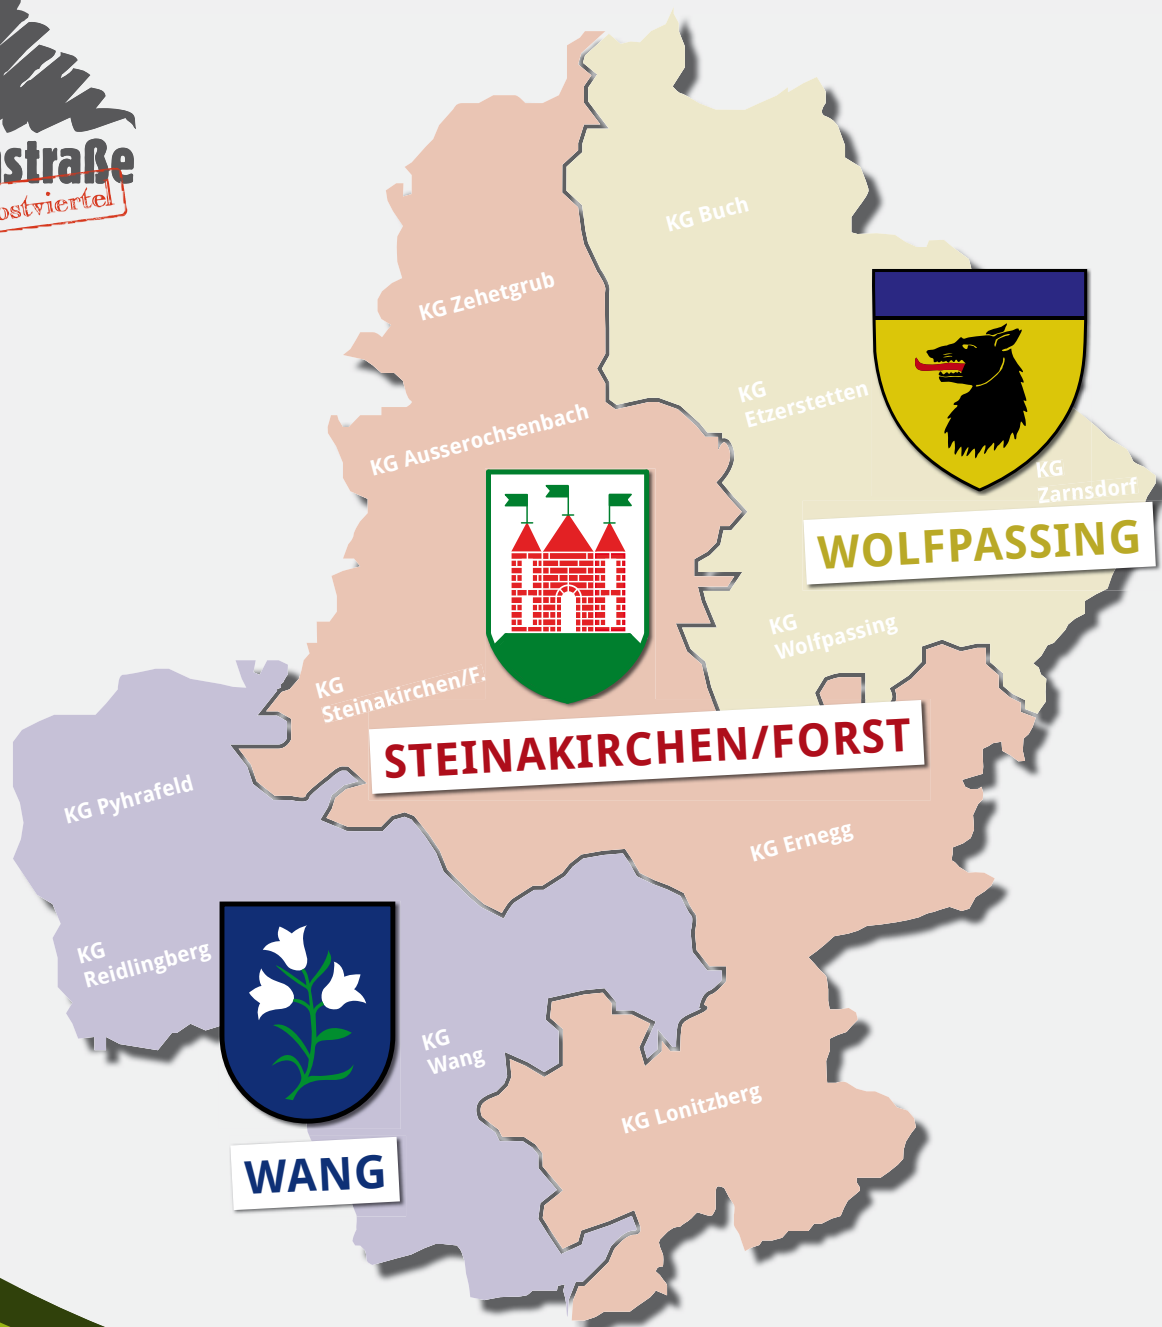 straße
ostviertel
KG Buch
KG Zehetgrub
KG
Etzerstetten
KG Ausserochsenbach
KG
Zarnsdorf
WOLFPASSING
KG
Wolfpassing
KG
Steinakirchen/F.
STEINAKIRCHEN/FORST
KG Pyhrafeld
KG Ernegg
KG
Reidlingberg
KG
Wang
KG Lonitzberg
WANG